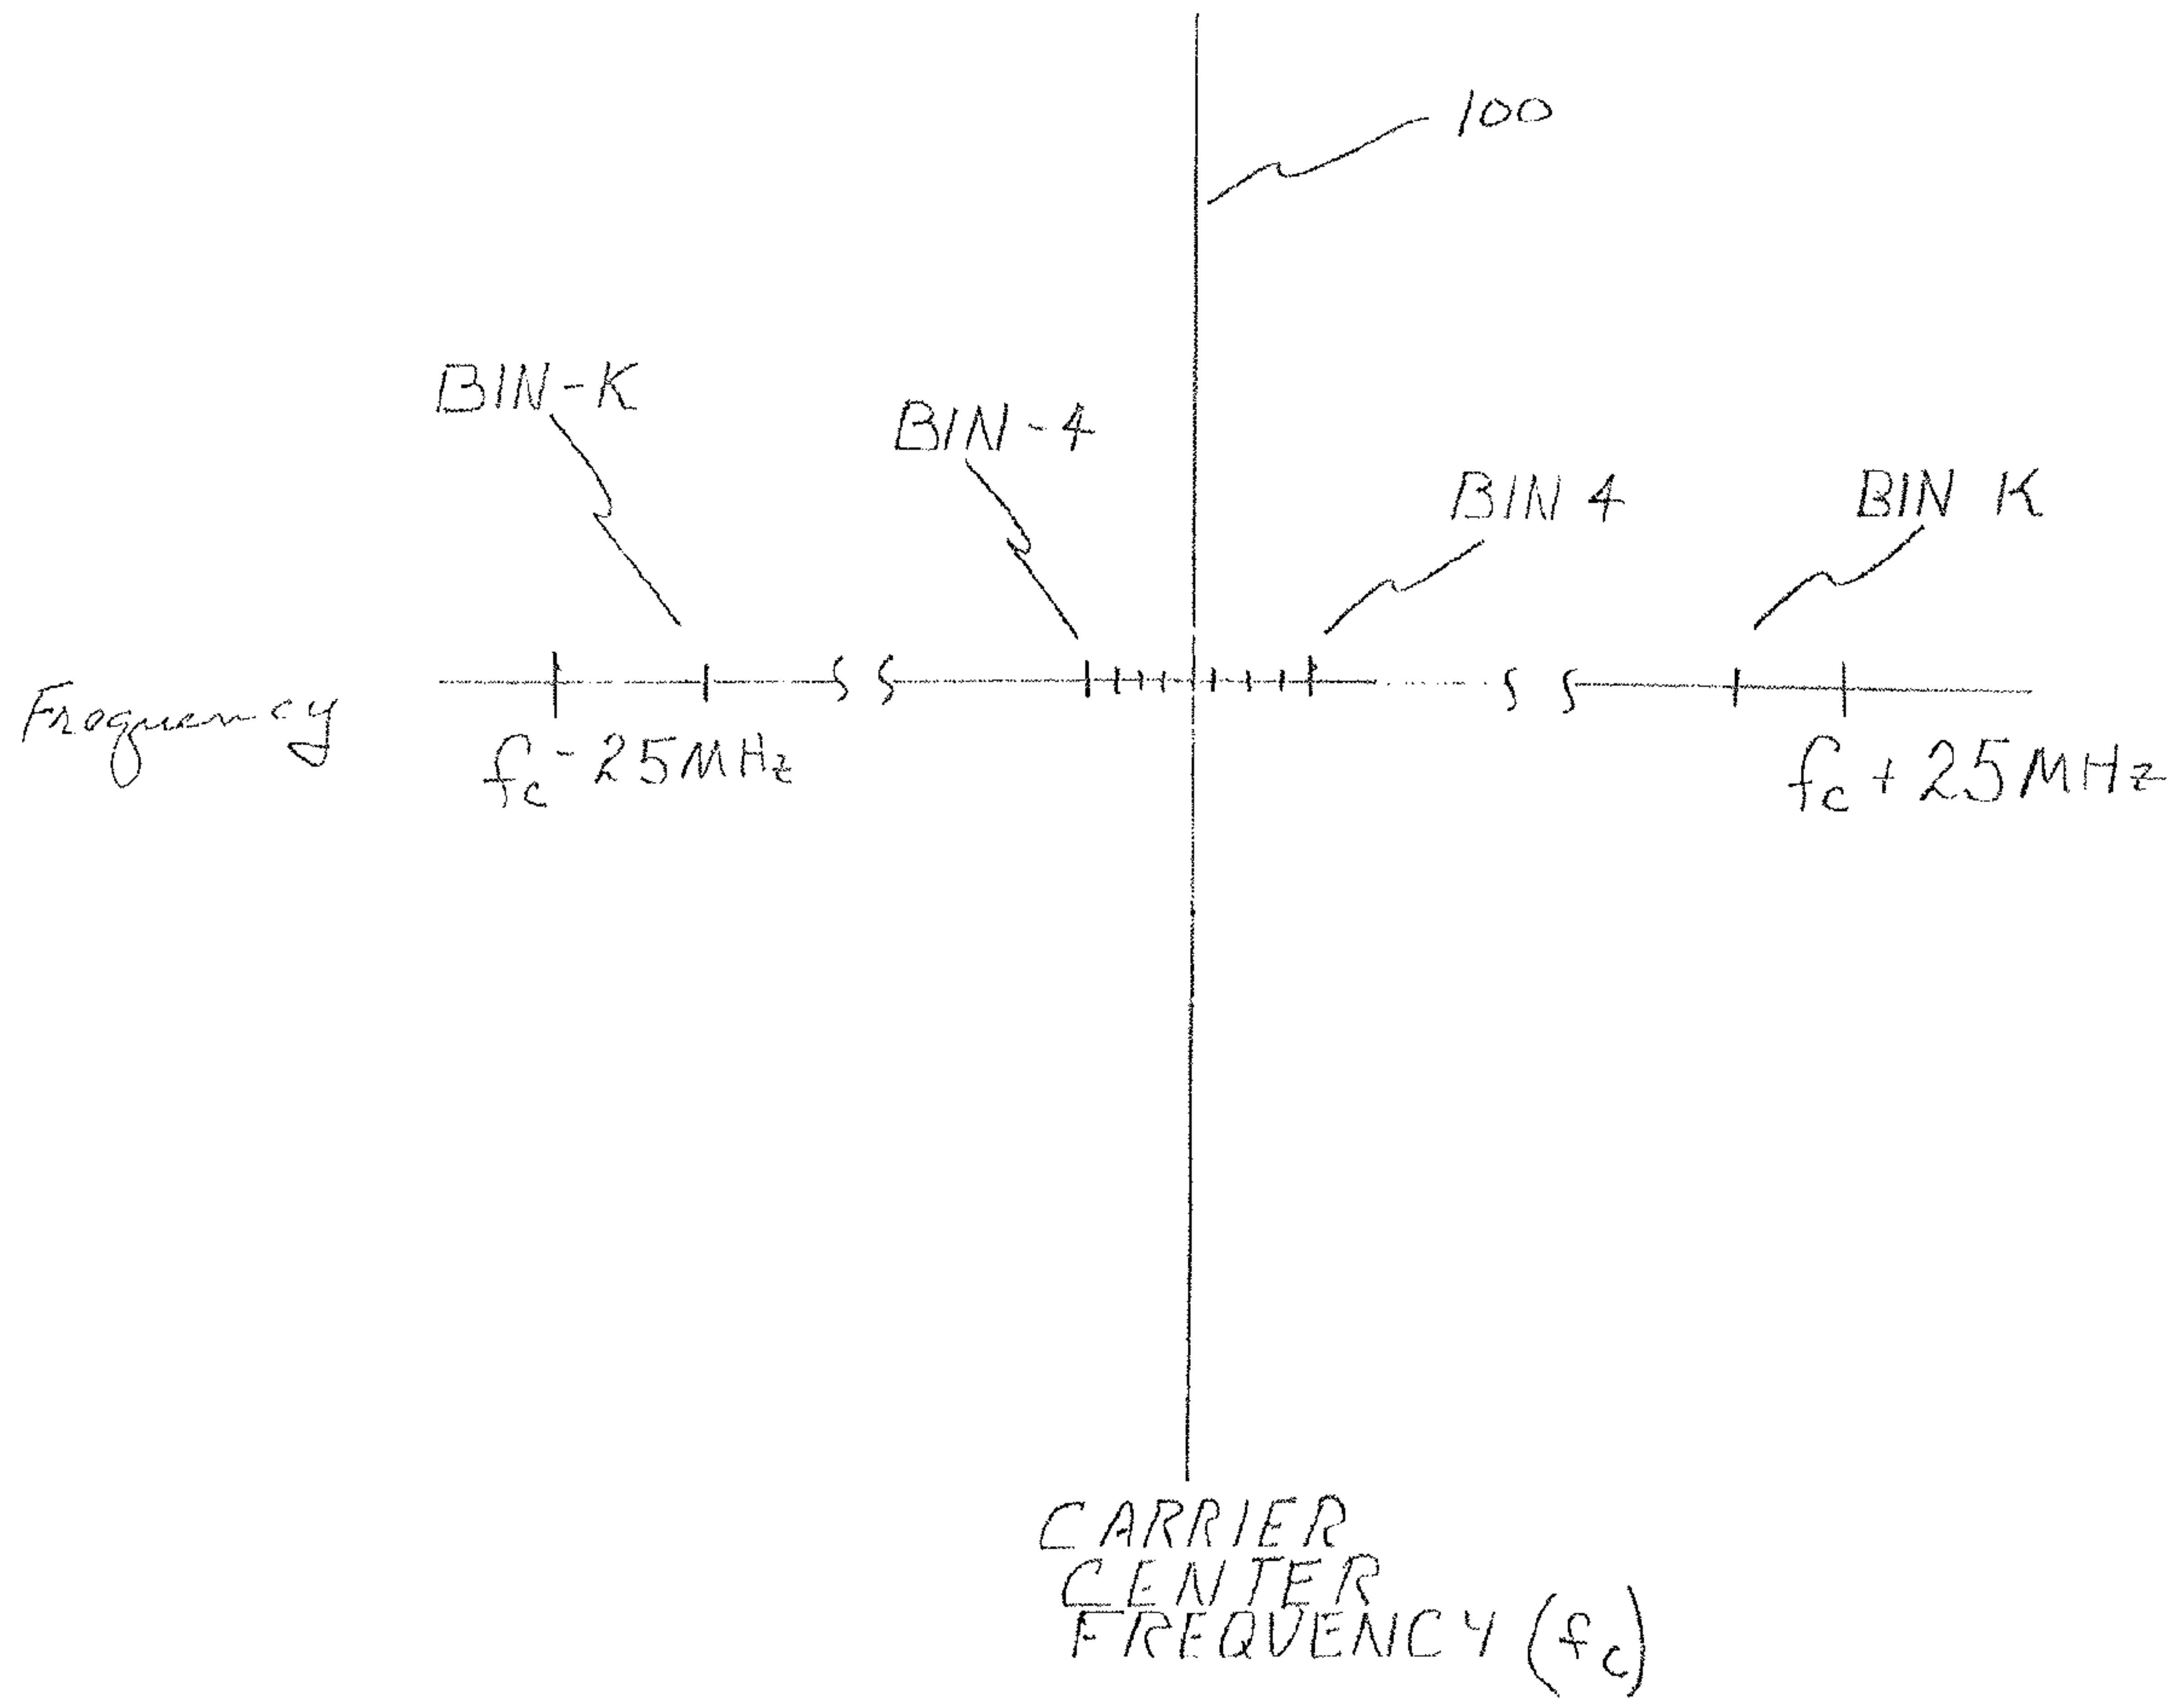 100
BIN-K
BIN-4
BIN 4
BIN K
Frequency
fc - 25MHz
fc + 25MHz
CARRIER
CENTER
FREQUENCY (fc)